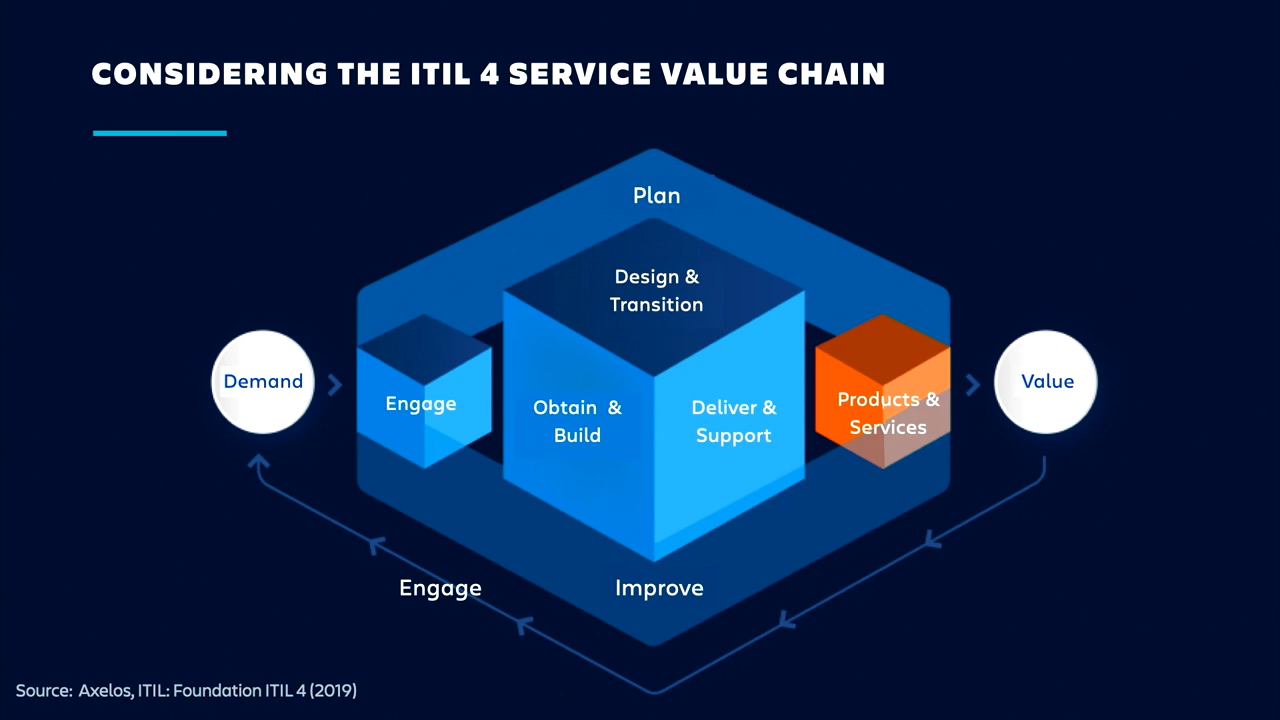 CONSIDERING THE ITIL 4 SERVICE VALUE CHAIN
Plan
Design &
Transition
Demand
Engage
Obtain &
Build
Deliver &
Support
Products &
Services
Value
Engage
Improve
Source: Axelos, ITIL: Foundation ITIL 4 (2019)